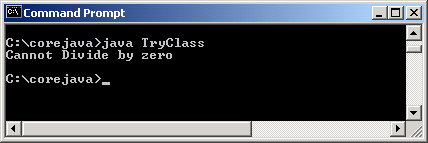 Command Prompt
C:\corejava>java TryClass
Cannot Divide by zero
C:\corejava>_